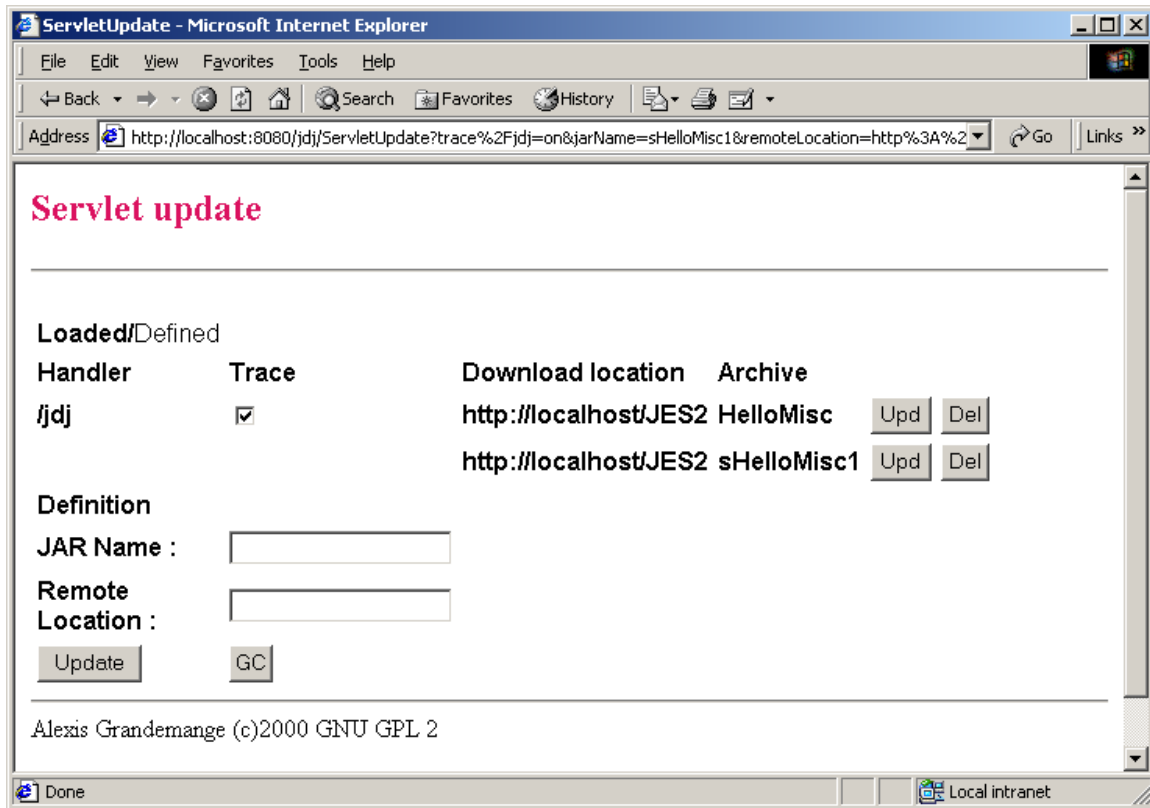 ServletUpdate - Microsoft Internet Explorer
File Edit View Favorites Tools Help
Back Search Favorites History
Address http://localhost:8080/jdj/ServletUpdate?trace%2Fjdj=on&jarName=sHelloMisc1&remoteLocation=http%3A%2 Go Links »
Servlet update
Loaded/Defined
Handler Trace Download location Archive
/jdj http://localhost/JES2 HelloMisc Upd Del
http://localhost/JES2 sHelloMisc1 Upd Del
Definition
JAR Name :
Remote
Location :
Update GC
Alexis Grandemange (c)2000 GNU GPL 2
Done Local intranet